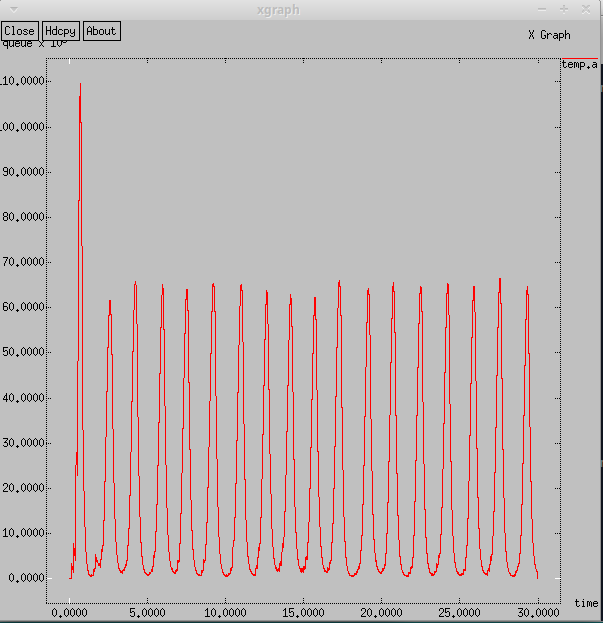 xgraph
Close Hdcpy About
queue x 10
X Graph
temp.a
110.0000
100.0000
90.0000
80.0000
70.0000
60.0000
50.0000
40.0000
30.0000
20.0000
10.0000
0.0000
time
0.0000 5.0000 10.0000 15.0000 20.0000 25.0000 30.0000